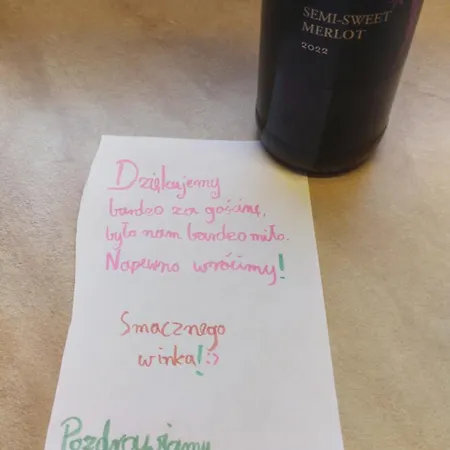 SEMI-SWEET
MERLOT
2022
Dziękujemy
bardzo za gościnę,
było nam bardzo miło.
Napewno wrócimy!
Smacznego
winka!:)
Pozdrawiamy